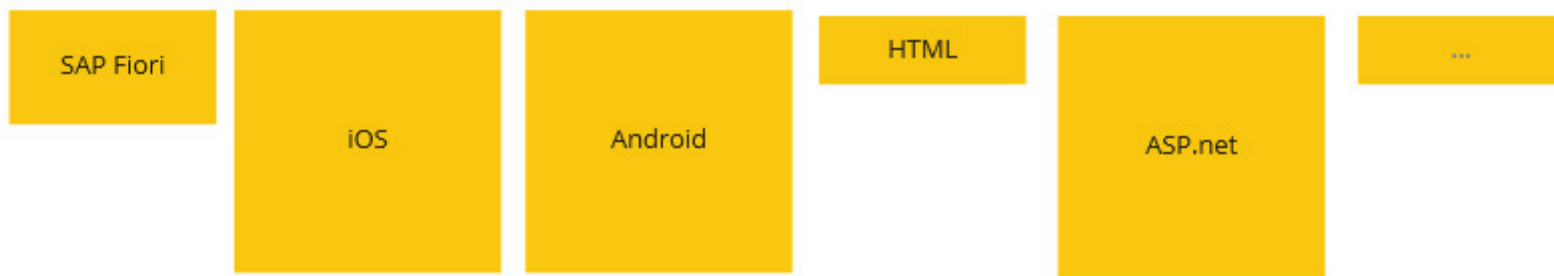 SAP Fiori
iOS
Android
HTML
ASP.net
...